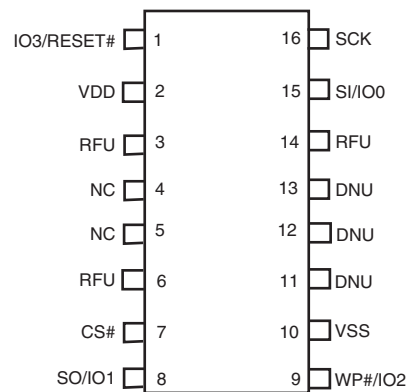 IO3/RESET# 1 16 SCK
VDD 2 15 SI/IO0
RFU 3 14 RFU
NC 4 13 DNU
NC 5 12 DNU
RFU 6 11 DNU
CS# 7 10 VSS
SO/IO1 8 9 WP#/IO2